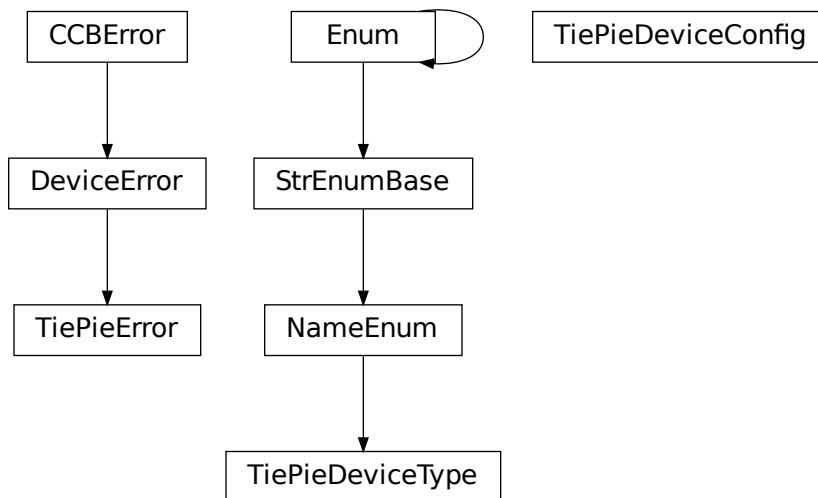 CCBError
Enum
TiePieDeviceConfig
DeviceError
StrEnumBase
TiePieError
NameEnum
TiePieDeviceType